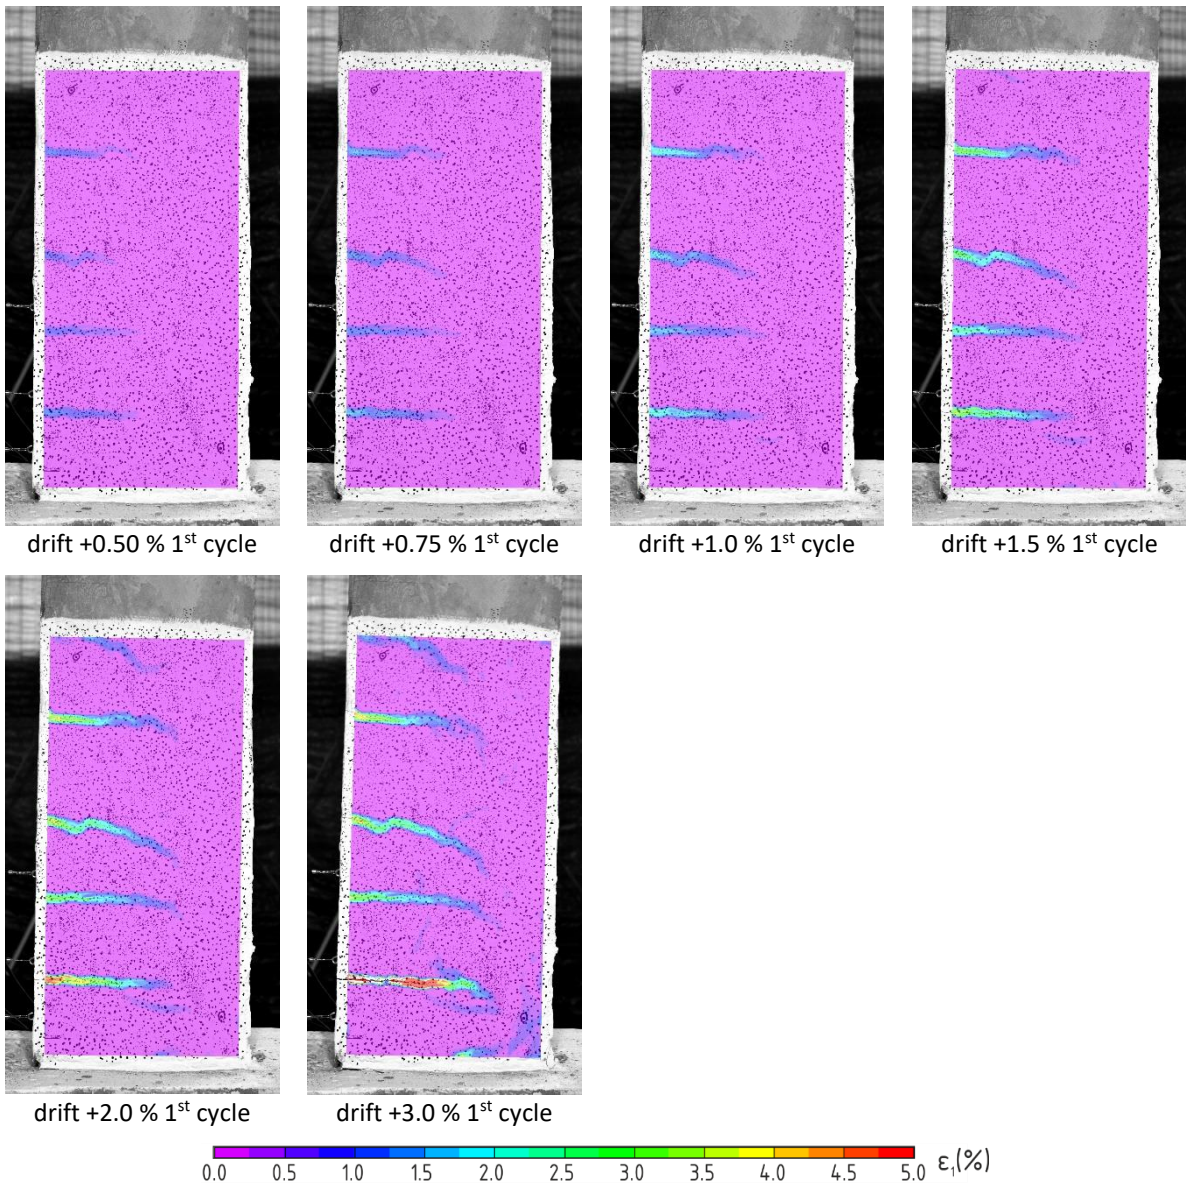 drift +0.50 % 1st cycle
drift +0.75 % 1st cycle
drift +1.0 % 1st cycle
drift +1.5 % 1st cycle
drift +2.0 % 1st cycle
drift +3.0 % 1st cycle
0.0 0.5 1.0 1.5 2.0 2.5 3.0 3.5 4.0 4.5 5.0 ε₁(%)